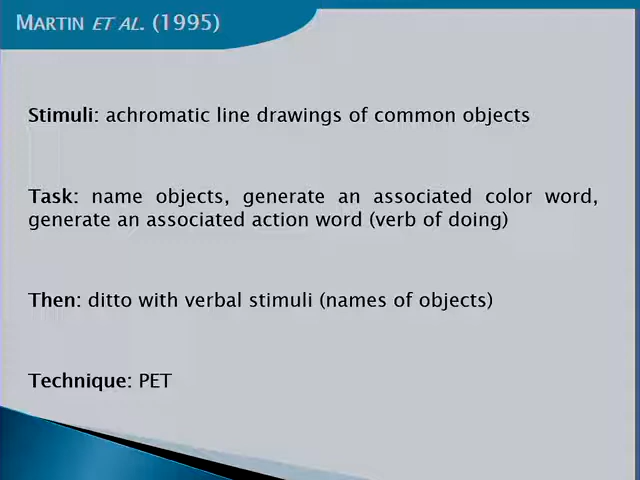 MARTIN ET AL. (1995)
Stimuli: achromatic line drawings of common objects
Task: name objects, generate an associated color word,
generate an associated action word (verb of doing)
Then: ditto with verbal stimuli (names of objects)
Technique: PET